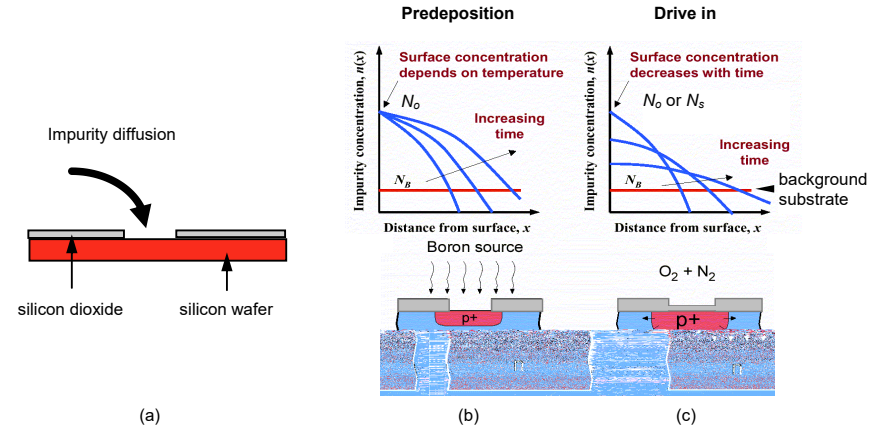 Predeposition
Drive in
Impurity diffusion
silicon dioxide
silicon wafer
(a)
Impurity concentration, n(x)
Surface concentration
depends on temperature
Nₒ
Increasing
time
N_B
Distance from surface, x
Boron source
p+
n
(b)
Impurity concentration, n(x)
Surface concentration
decreases with time
Nₒ or Nₛ
Increasing
time
N_B
background
substrate
Distance from surface, x
O₂ + N₂
p+
n
(c)